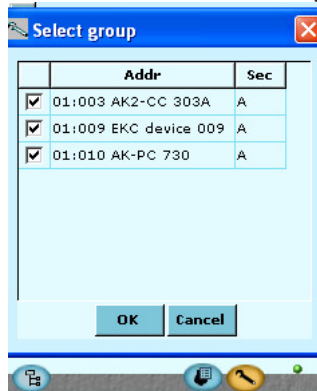 Select group
Addr Sec
01:003 AK2-CC 303A A
01:009 EKC device 009 A
01:010 AK-PC 730 A
OK Cancel